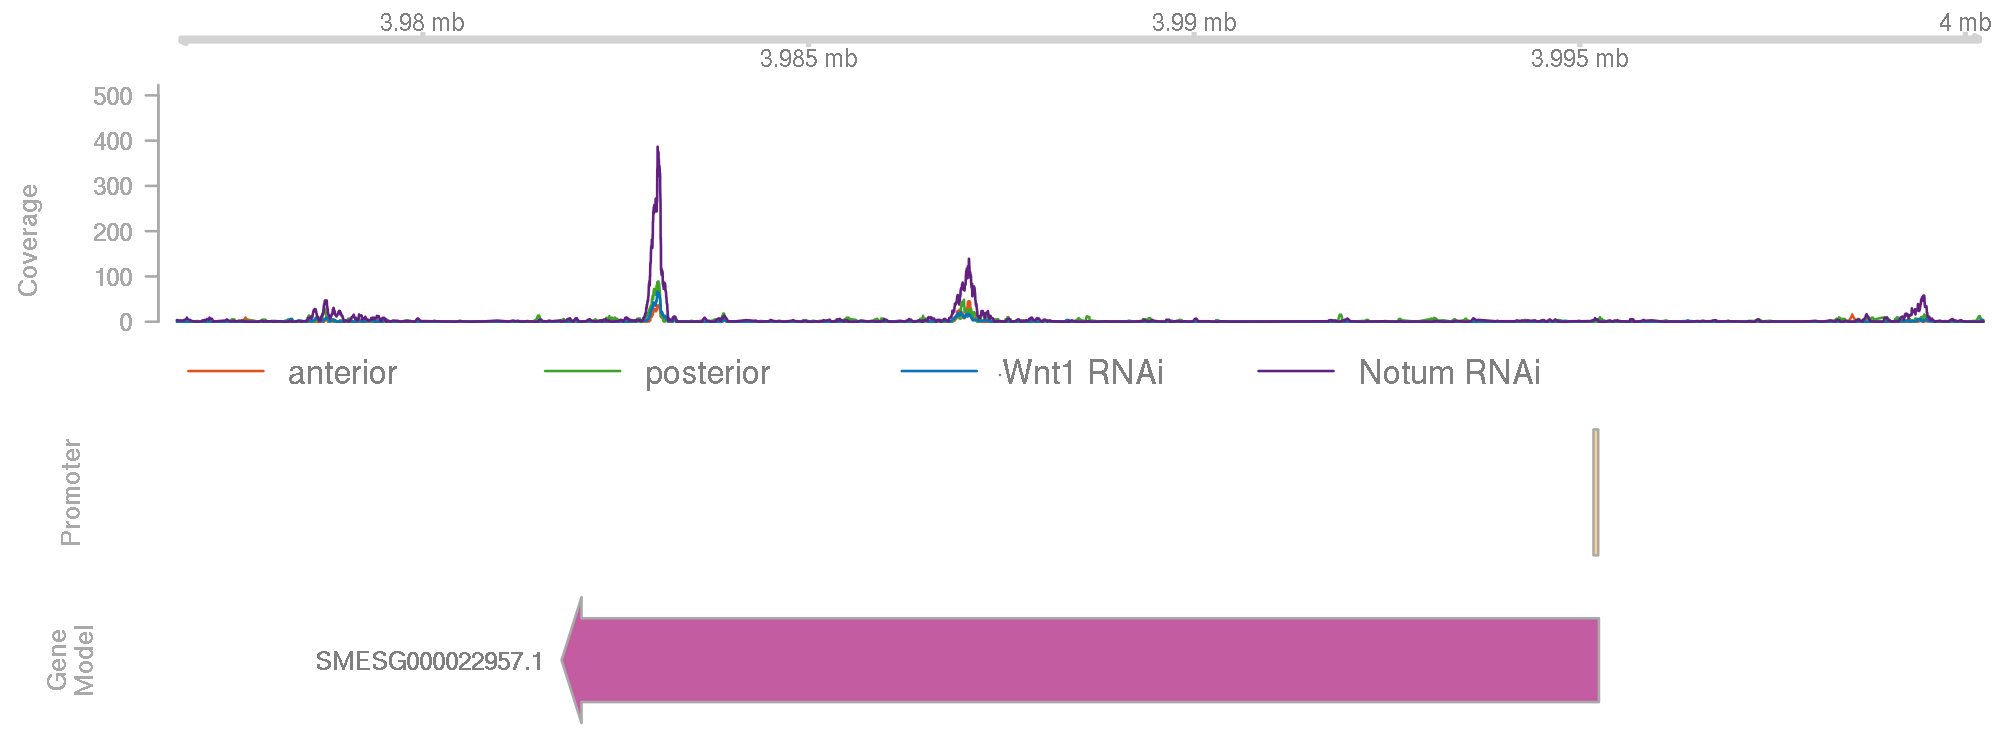 3.98 mb 3.99 mb 4 mb
3.985 mb 3.995 mb
500
400
300
200
100
0
Coverage
anterior posterior Wnt1 RNAi Notum RNAi
Promoter
Gene
Model
SMESG000022957.1